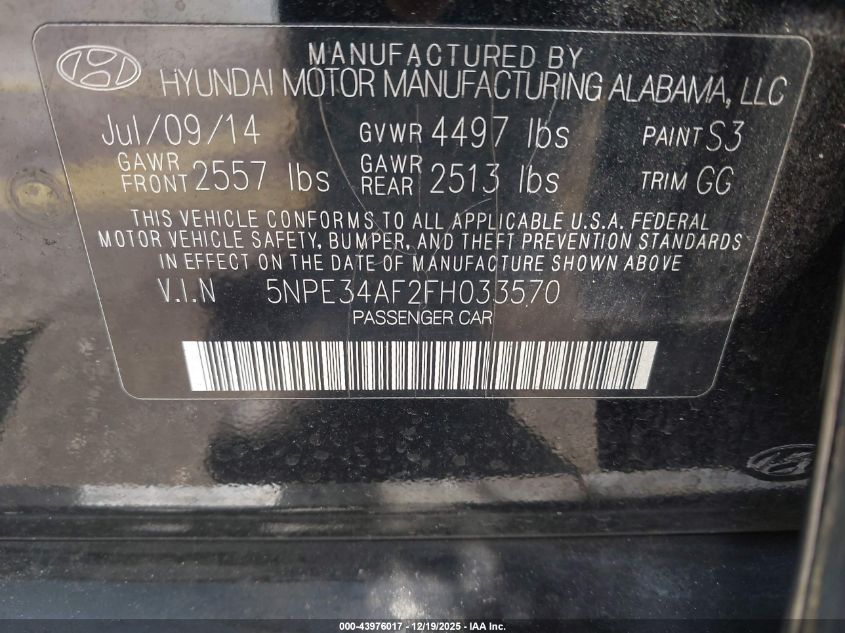 MANUFACTURED BY
HYUNDAI MOTOR MANUFACTURING ALABAMA, LLC
Jul/09/14 GVWR 4497 lbs PAINT S3
GAWR FRONT 2557 lbs GAWR REAR 2513 lbs TRIM GG
THIS VEHICLE CONFORMS TO ALL APPLICABLE U.S.A. FEDERAL
MOTOR VEHICLE SAFETY, BUMPER, AND THEFT PREVENTION STANDARDS
IN EFFECT ON THE DATE OF MANUFACTURE SHOWN ABOVE
V.I.N 5NPE34AF2FH033570
PASSENGER CAR
000-43976017 - 12/19/2025 - IAA Inc.